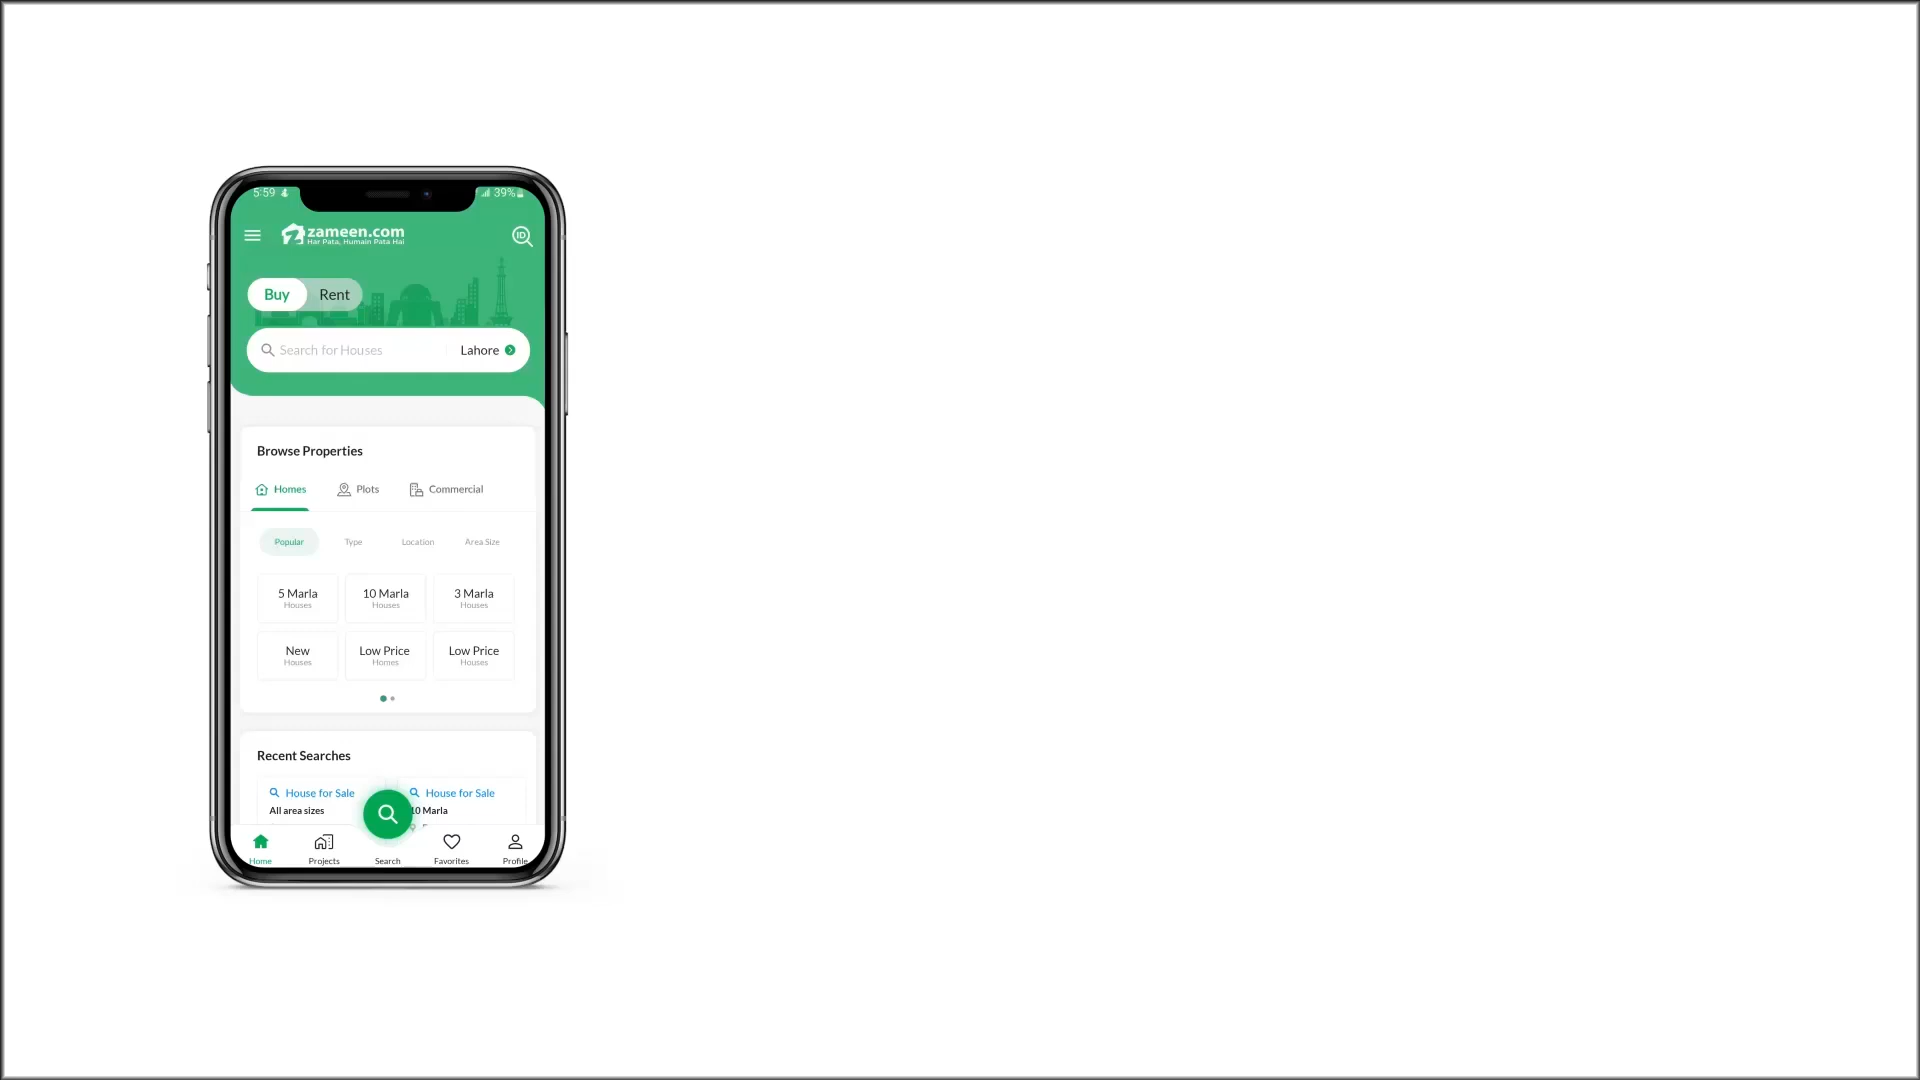 5:59
39%
zameen.com
Har Pata, Humain Pata Hai
ID
Buy Rent
Search for Houses Lahore
Browse Properties
Homes Plots Commercial
Popular Type Location Area Size
5 Marla 10 Marla 3 Marla
Houses Houses Houses
New Low Price Low Price
Houses Homes Houses
Recent Searches
House for Sale House for Sale
All area sizes 10 Marla
Home Projects Search Favorites Profile